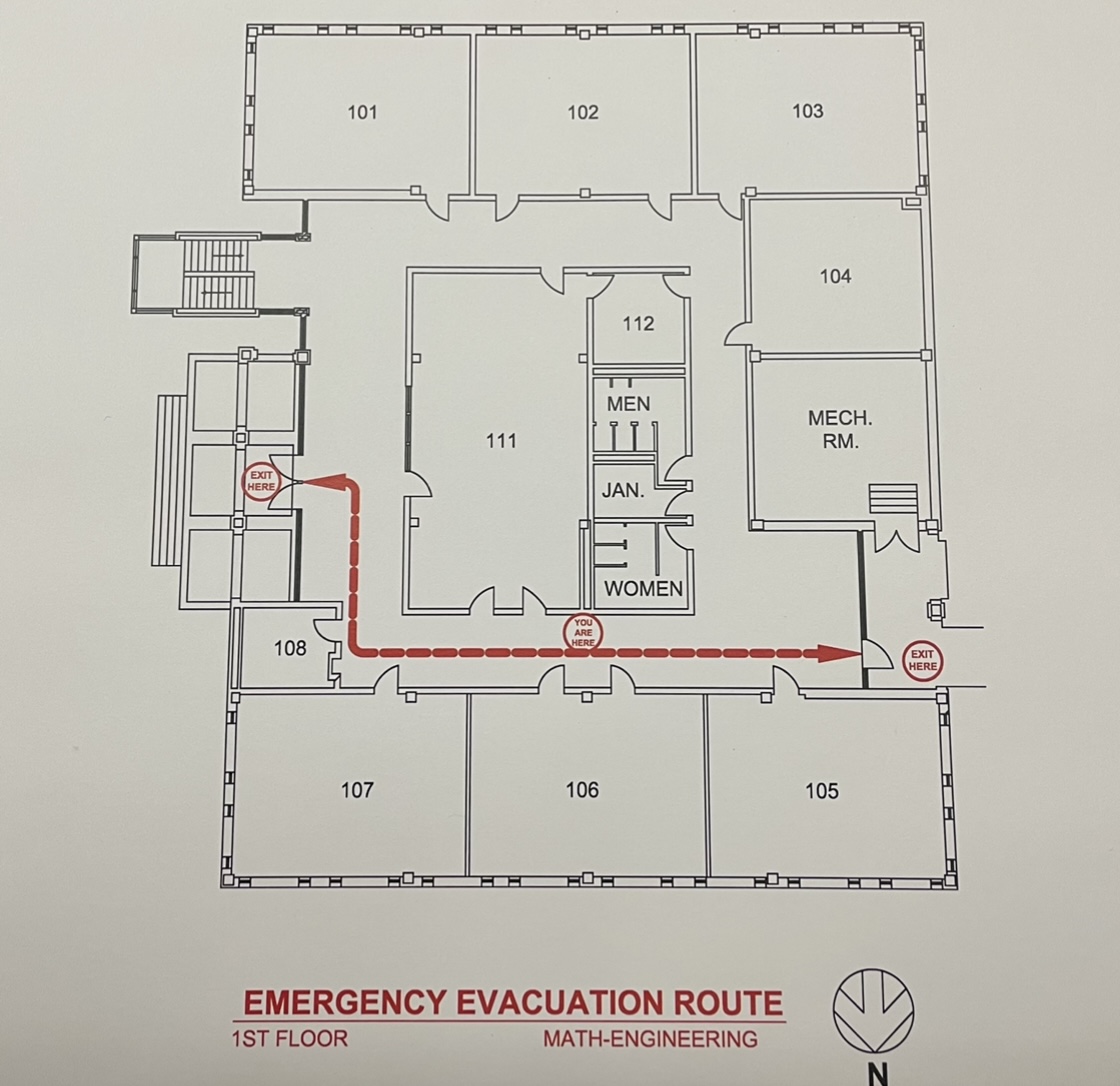 101
102
103
104
112
MEN
MECH.
RM.
111
EXIT
HERE
JAN.
WOMEN
YOU
ARE
HERE
108
EXIT
HERE
107
106
105
EMERGENCY EVACUATION ROUTE
1ST FLOOR
MATH-ENGINEERING
N